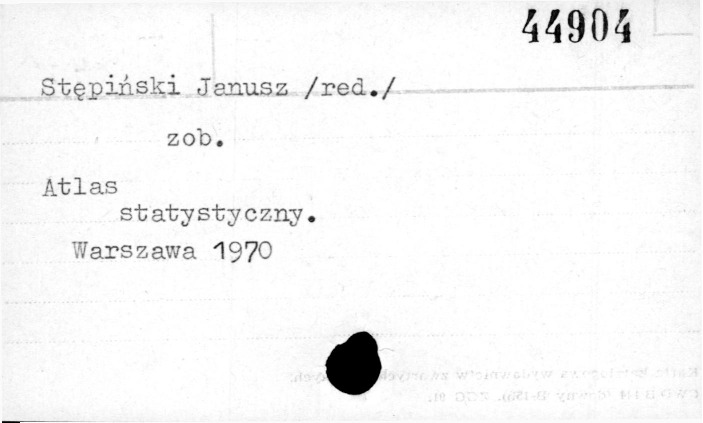 44904
Stępiński Janusz /red./
zob.
Atlas
statystyczny.
Warszawa 1970